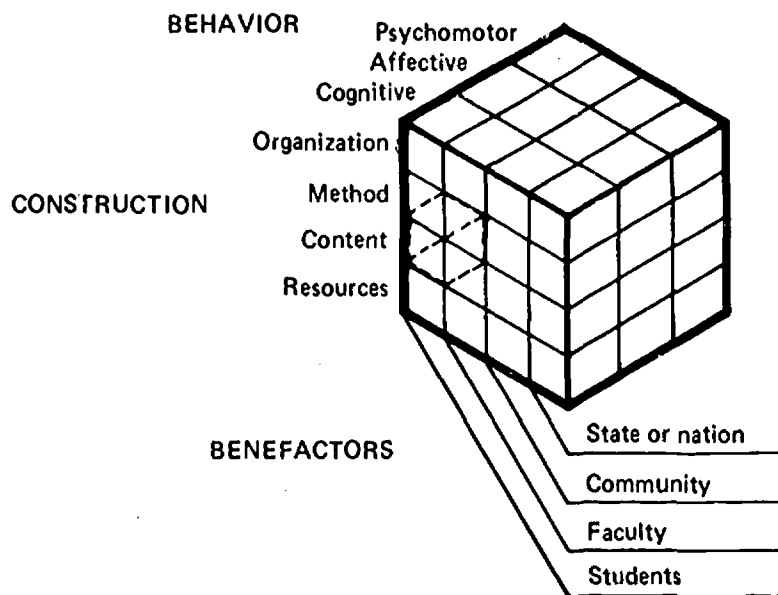 BEHAVIOR
Psychomotor
Affective
Cognitive
Organization
Method
CONSTRUCTION
Content
Resources
BENEFACTORS
State or nation
Community
Faculty
Students